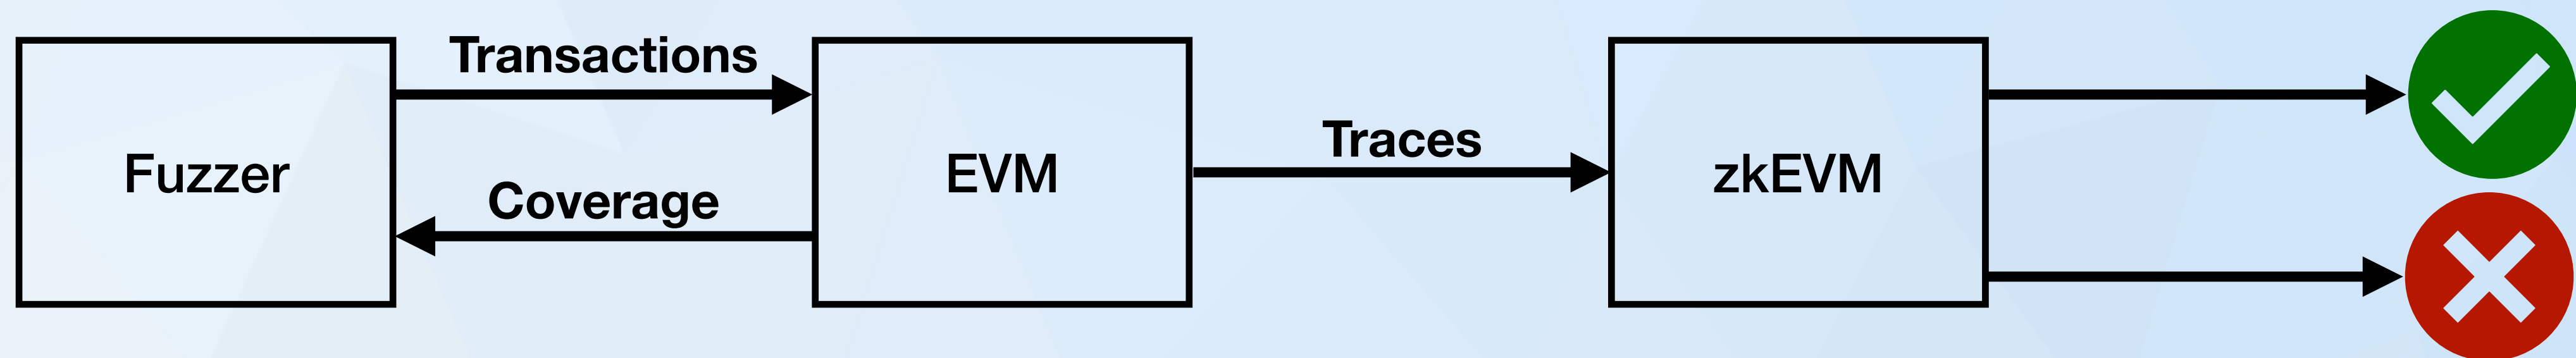 Transactions
Fuzzer
Coverage
EVM
Traces
zkEVM